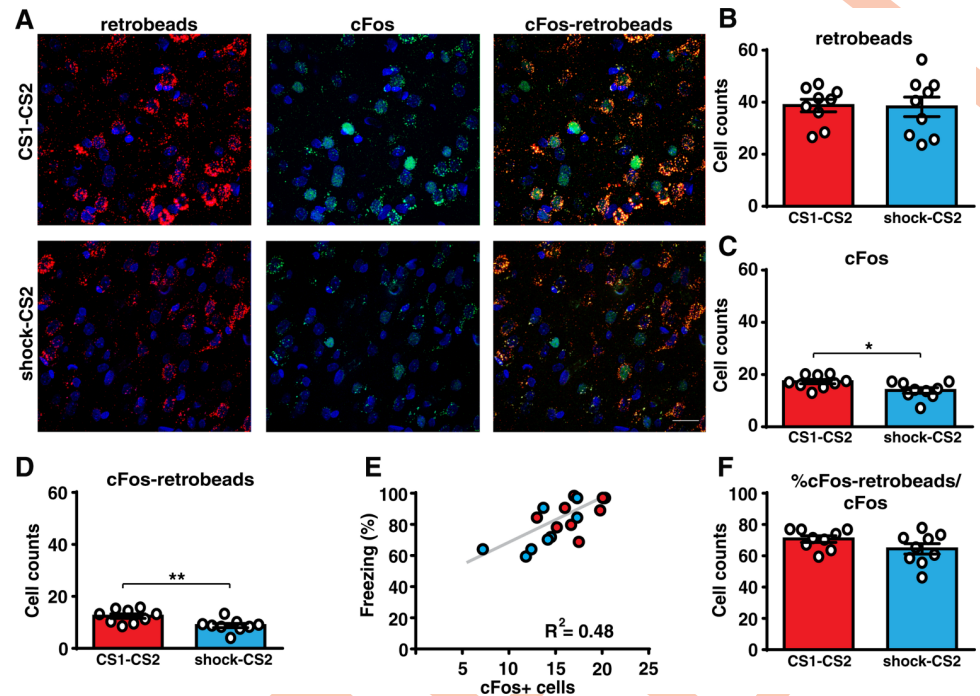 A
retrobeads
cFos
cFos-retrobeads
CS1-CS2
shock-CS2
B
retrobeads
Cell counts
60
40
20
0
CS1-CS2
shock-CS2
C
cFos
Cell counts
60
40
20
0
*
CS1-CS2
shock-CS2
D
cFos-retrobeads
Cell counts
60
40
20
0
**
CS1-CS2
shock-CS2
E
Freezing (%)
100
80
60
40
20
0
R²= 0.48
5
10
15
20
25
cFos+ cells
F
%cFos-retrobeads/
cFos
100
80
60
40
20
0
CS1-CS2
shock-CS2